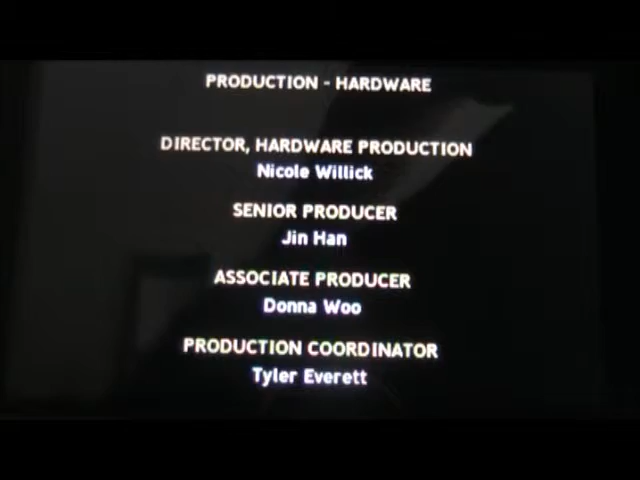 PRODUCTION - HARDWARE
DIRECTOR, HARDWARE PRODUCTION
Nicole Willick
SENIOR PRODUCER
Jin Han
ASSOCIATE PRODUCER
Donna Woo
PRODUCTION COORDINATOR
Tyler Everett